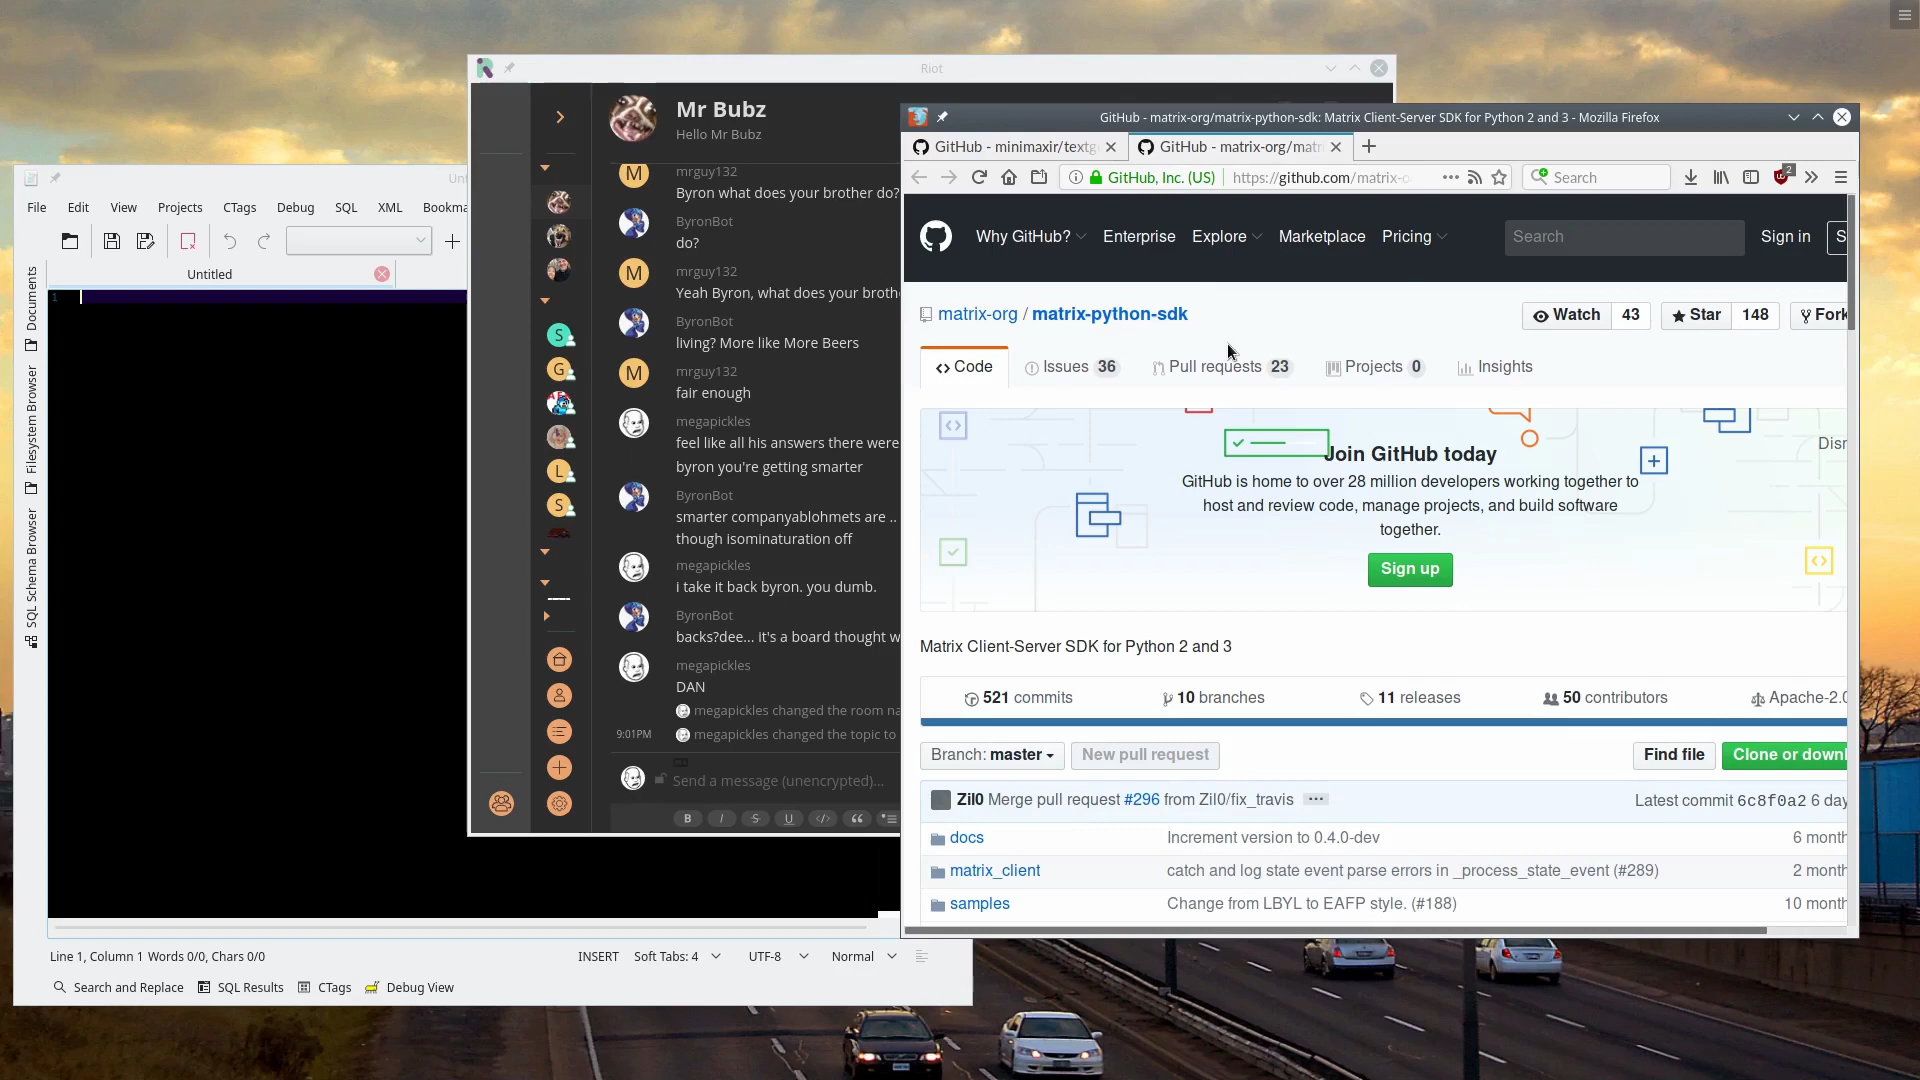 Riot
Mr Bubz
Hello Mr Bubz
mrguy132
Byron what does your brother do?
ByronBot
do?
mrguy132
Yeah Byron, what does your broth
ByronBot
living? More like More Beers
mrguy132
fair enough
megapickles
feel like all his answers there were
byron you're getting smarter
ByronBot
smarter companyablohmets are ..
though isominaturation off
megapickles
i take it back byron. you dumb.
ByronBot
backs?dee... it's a board thought w
megapickles
DAN
megapickles changed the room na
9:01PM megapickles changed the topic to
Send a message (unencrypted)...
M
M
M
S
G
L
S
B I S U </> “
Un
File Edit View Projects CTags Debug SQL XML Bookma
Untitled
1
Documents
Filesystem Browser
SQL Schema Browser
Line 1, Column 1 Words 0/0, Chars 0/0 INSERT Soft Tabs: 4 UTF-8 Normal
Search and Replace SQL Results CTags Debug View
GitHub - matrix-org/matrix-python-sdk: Matrix Client-Server SDK for Python 2 and 3 - Mozilla Firefox
GitHub - minimaxir/textg GitHub - matrix-org/matr
GitHub, Inc. (US) https://github.com/matrix-o Search 2
Why GitHub? Enterprise Explore Marketplace Pricing Search Sign in S
matrix-org / matrix-python-sdk Watch 43 Star 148 Fork
Code Issues 36 Pull requests 23 Projects 0 Insights
Join GitHub today
Disr
GitHub is home to over 28 million developers working together to
host and review code, manage projects, and build software
together.
Sign up
Matrix Client-Server SDK for Python 2 and 3
521 commits 10 branches 11 releases 50 contributors Apache-2.0
Branch: master New pull request Find file Clone or downl
Zil0 Merge pull request #296 from Zil0/fix_travis ... Latest commit 6c8f0a2 6 day
docs Increment version to 0.4.0-dev 6 month
matrix_client catch and log state event parse errors in _process_state_event (#289) 2 month
samples Change from LBYL to EAFP style. (#188) 10 month